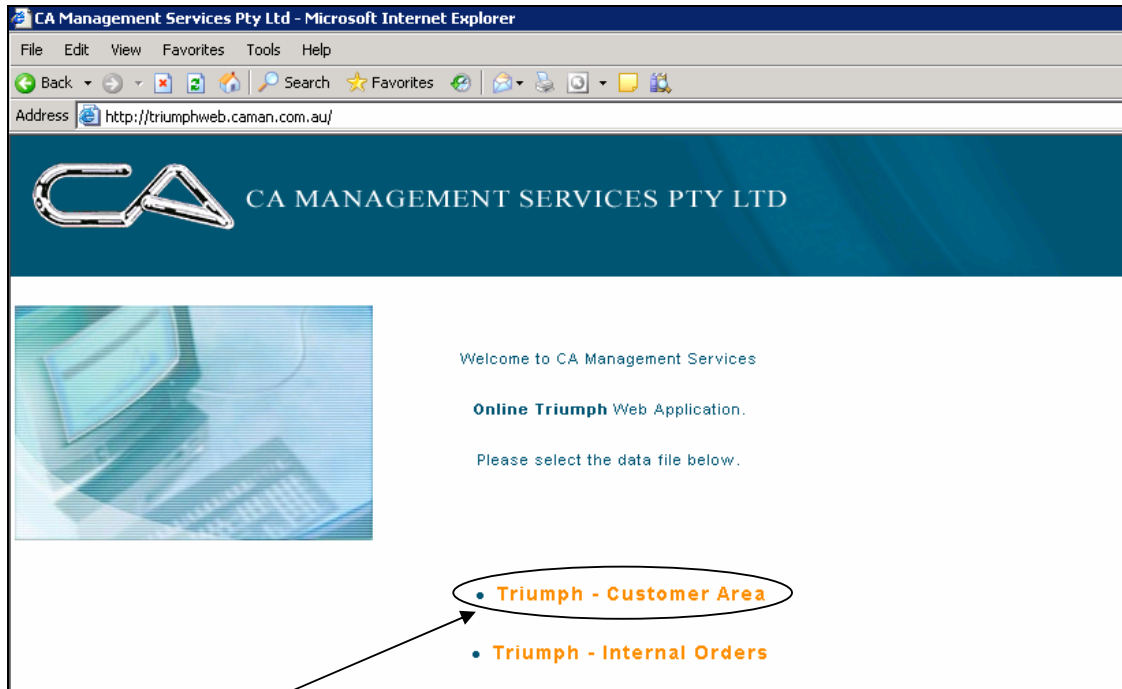 CA Management Services Pty Ltd - Microsoft Internet Explorer
File Edit View Favorites Tools Help
Back Search Favorites
Address http://triumphweb.caman.com.au/
CA CA MANAGEMENT SERVICES PTY LTD
Welcome to CA Management Services
Online Triumph Web Application.
Please select the data file below.
• Triumph - Customer Area
• Triumph - Internal Orders